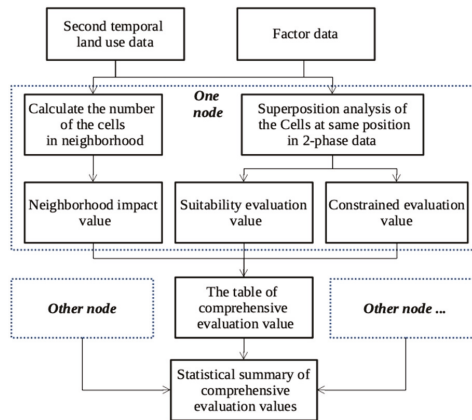 Second temporal
land use data
Factor data
One
node
Calculate the number
of the cells
in neighborhood
Superposition analysis of
the Cells at same position
in 2-phase data
Neighborhood impact
value
Suitability evaluation
value
Constrained evaluation
value
Other node
The table of
comprehensive
evaluation value
Other node ...
Statistical summary of
comprehensive evaluation
values